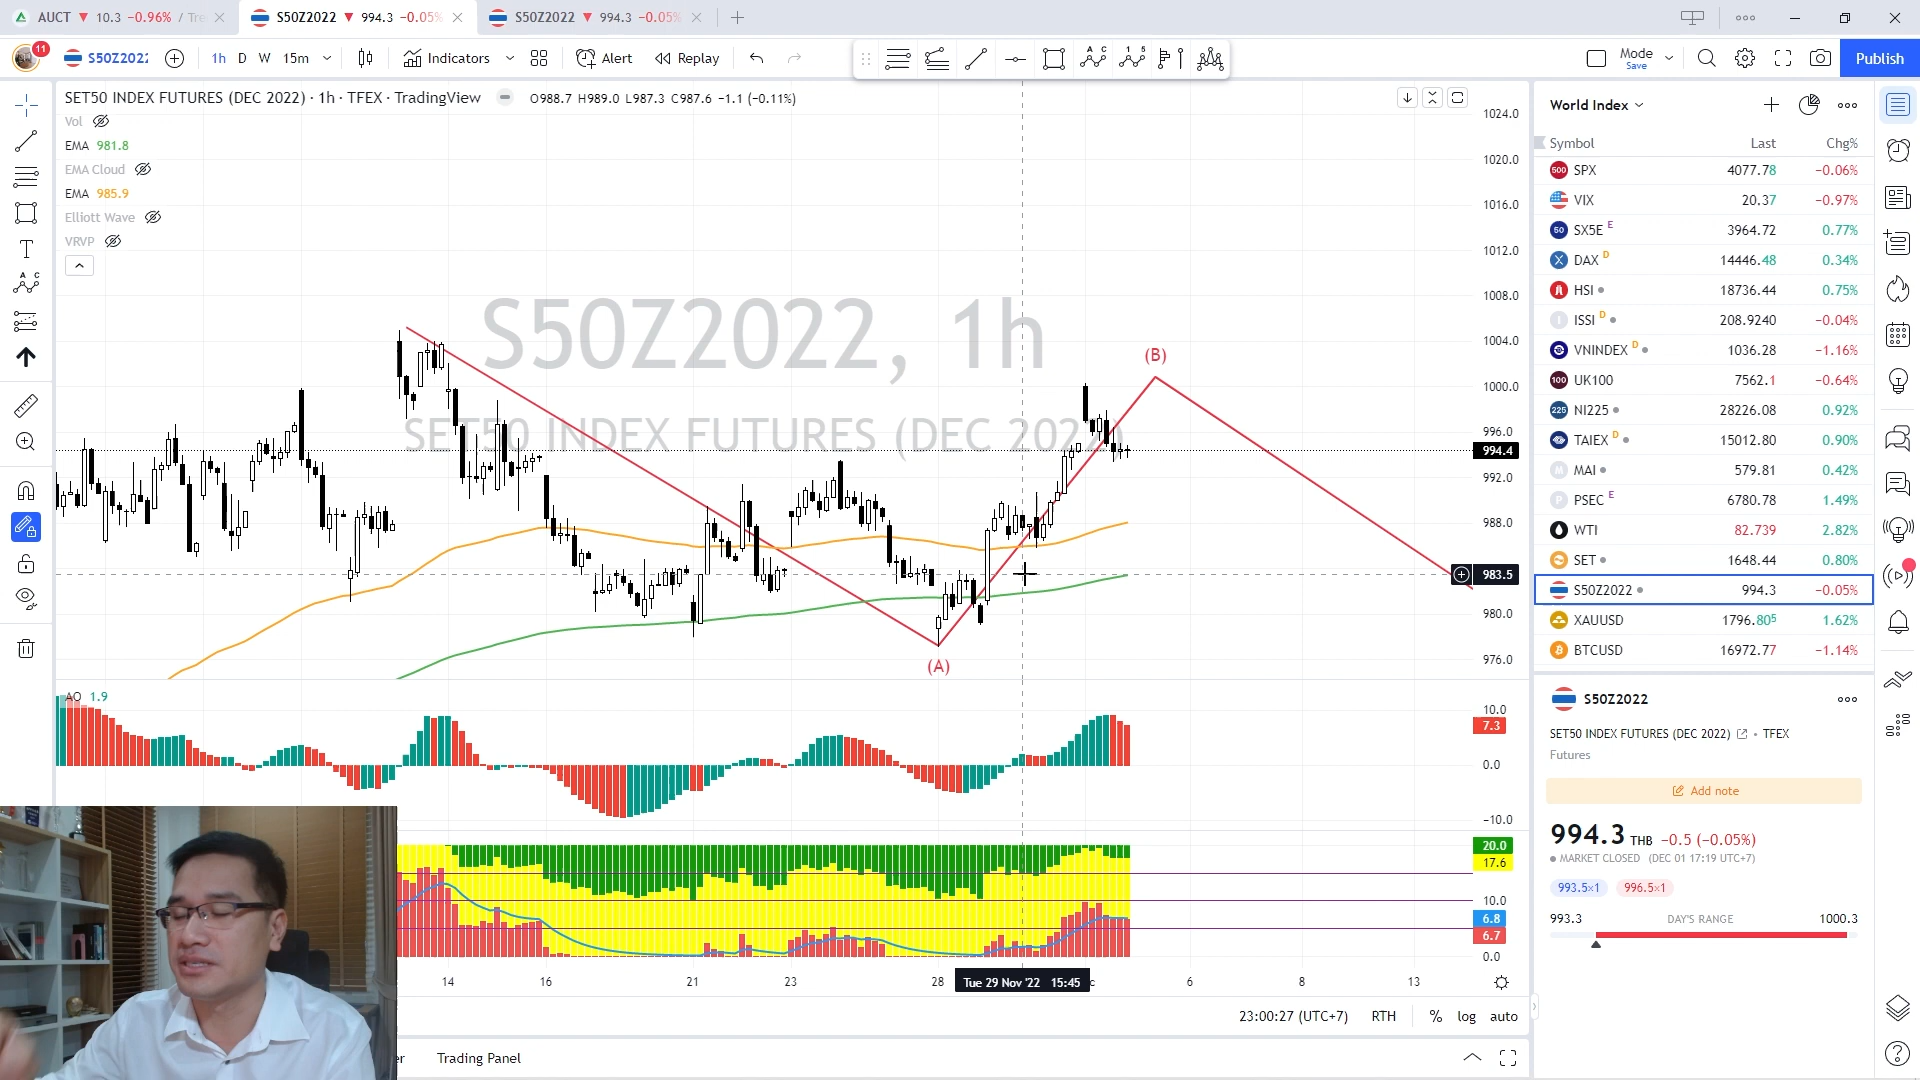 AUCT ▼ 10.3 −0.96% / Tre
S50Z2022 ▼ 994.3 −0.05%
S50Z2022 ▼ 994.3 −0.05%
11
S50Z2022
1h D W 15m
Indicators
Alert
Replay
A C
1 5
Mode
Save
Publish
SET50 INDEX FUTURES (DEC 2022) · 1h · TFEX · TradingView
O988.7 H989.0 L987.3 C987.6 −1.1 (−0.11%)
Vol
EMA 981.8
EMA Cloud
EMA 985.9
Elliott Wave
VRVP
S50Z2022, 1h
SET50 INDEX FUTURES (DEC 2022)
(A)
(B)
1024.0
1020.0
1016.0
1012.0
1008.0
1004.0
1000.0
996.0
994.4
992.0
988.0
983.5
980.0
976.0
AO 1.9
10.0
7.3
0.0
−10.0
20.0
17.6
10.0
6.8
6.7
0.0
14 16 21 23 28 Tue 29 Nov '22 15:45 6 8 13
23:00:27 (UTC+7) RTH % log auto
Trading Panel
World Index
Symbol Last Chg%
SPX 4077.78 −0.06%
VIX 20.37 −0.97%
SX5E E 3964.72 0.77%
DAX D 14446.48 0.34%
HSI 18736.44 0.75%
ISSI D 208.9240 −0.04%
VNINDEX D 1036.28 −1.16%
UK100 7562.1 −0.64%
NI225 28226.08 0.92%
TAIEX D 15012.80 0.90%
MAI 579.81 0.42%
PSEC E 6780.78 1.49%
WTI 82.739 2.82%
SET 1648.44 0.80%
S50Z2022 994.3 −0.05%
XAUUSD 1796.805 1.62%
BTCUSD 16972.77 −1.14%
S50Z2022
SET50 INDEX FUTURES (DEC 2022) • TFEX
Futures
Add note
994.3 THB −0.5 (−0.05%)
MARKET CLOSED (DEC 01 17:19 UTC+7)
993.5×1 996.5×1
993.3 DAY'S RANGE 1000.3